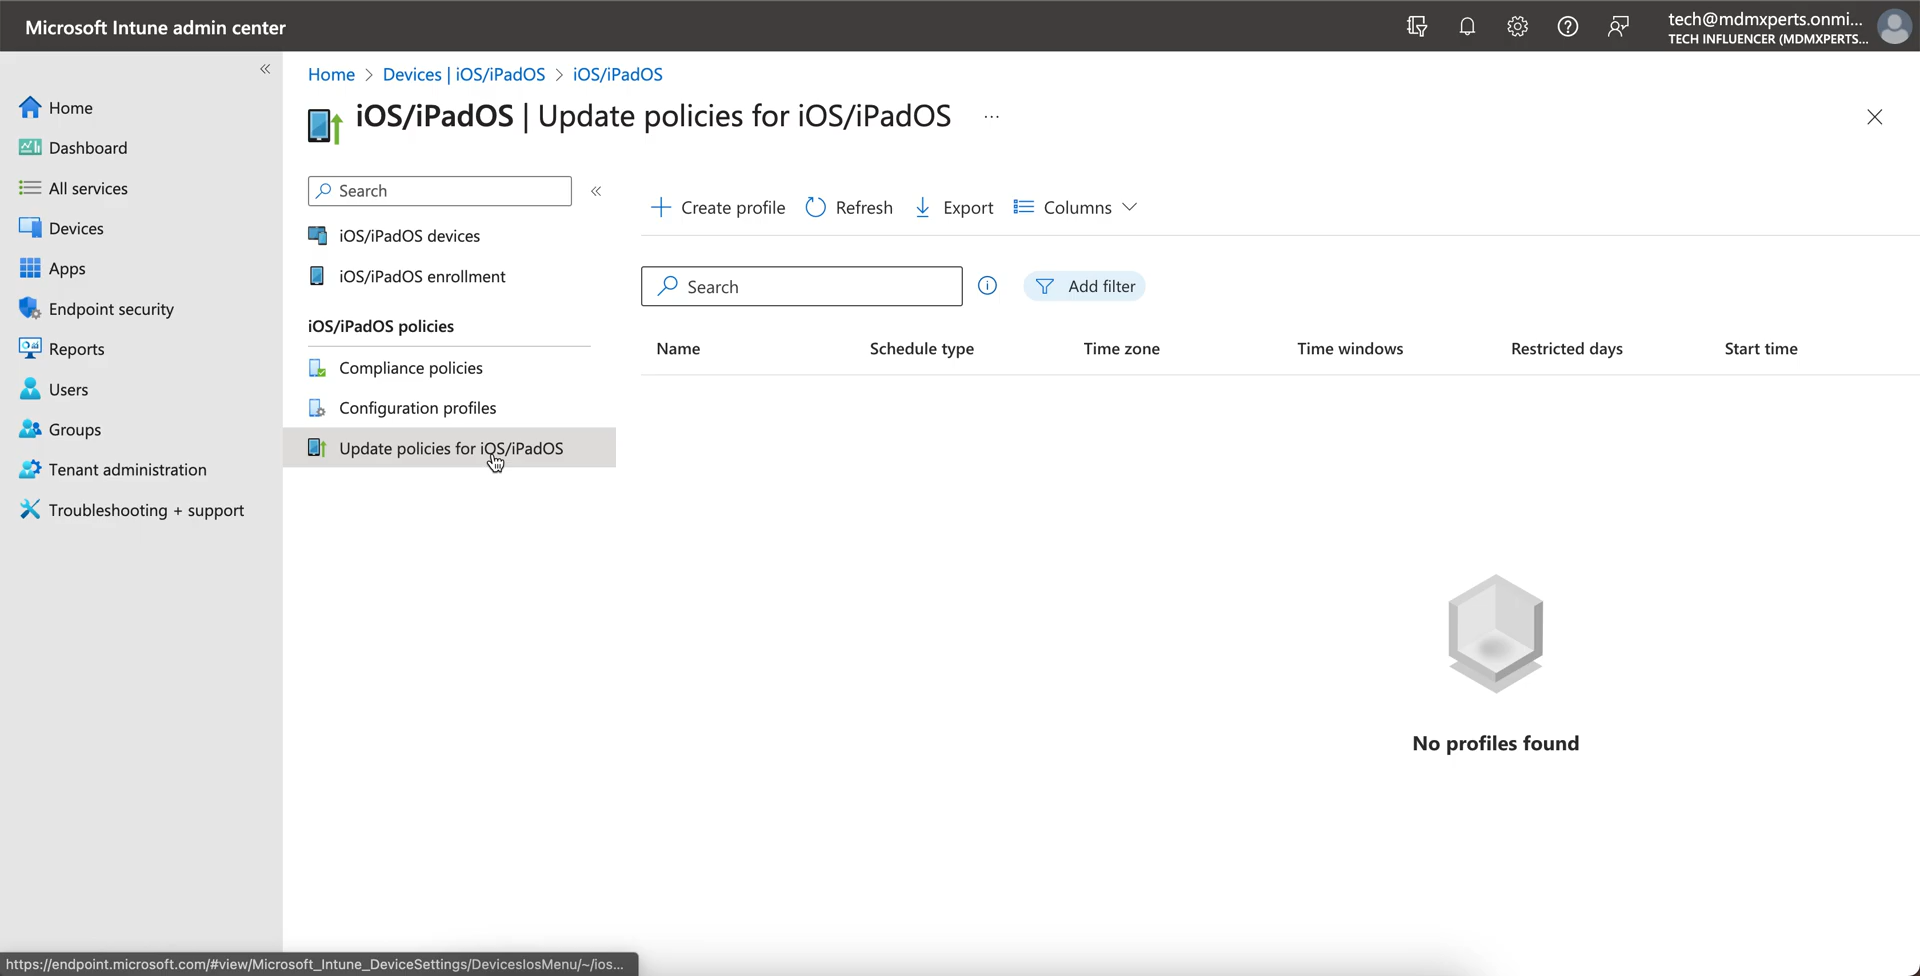 Microsoft Intune admin center
tech@mdmxperts.onmi...
TECH INFLUENCER (MDMXPERTS...
Home
Dashboard
All services
Devices
Apps
Endpoint security
Reports
Users
Groups
Tenant administration
Troubleshooting + support
Home > Devices | iOS/iPadOS > iOS/iPadOS
iOS/iPadOS | Update policies for iOS/iPadOS ...
Search
iOS/iPadOS devices
iOS/iPadOS enrollment
iOS/iPadOS policies
Compliance policies
Configuration profiles
Update policies for iOS/iPadOS
Create profile Refresh Export Columns
Search Add filter
Name Schedule type Time zone Time windows Restricted days Start time
No profiles found
https://endpoint.microsoft.com/#view/Microsoft_Intune_DeviceSettings/DevicesIosMenu/~/ios...